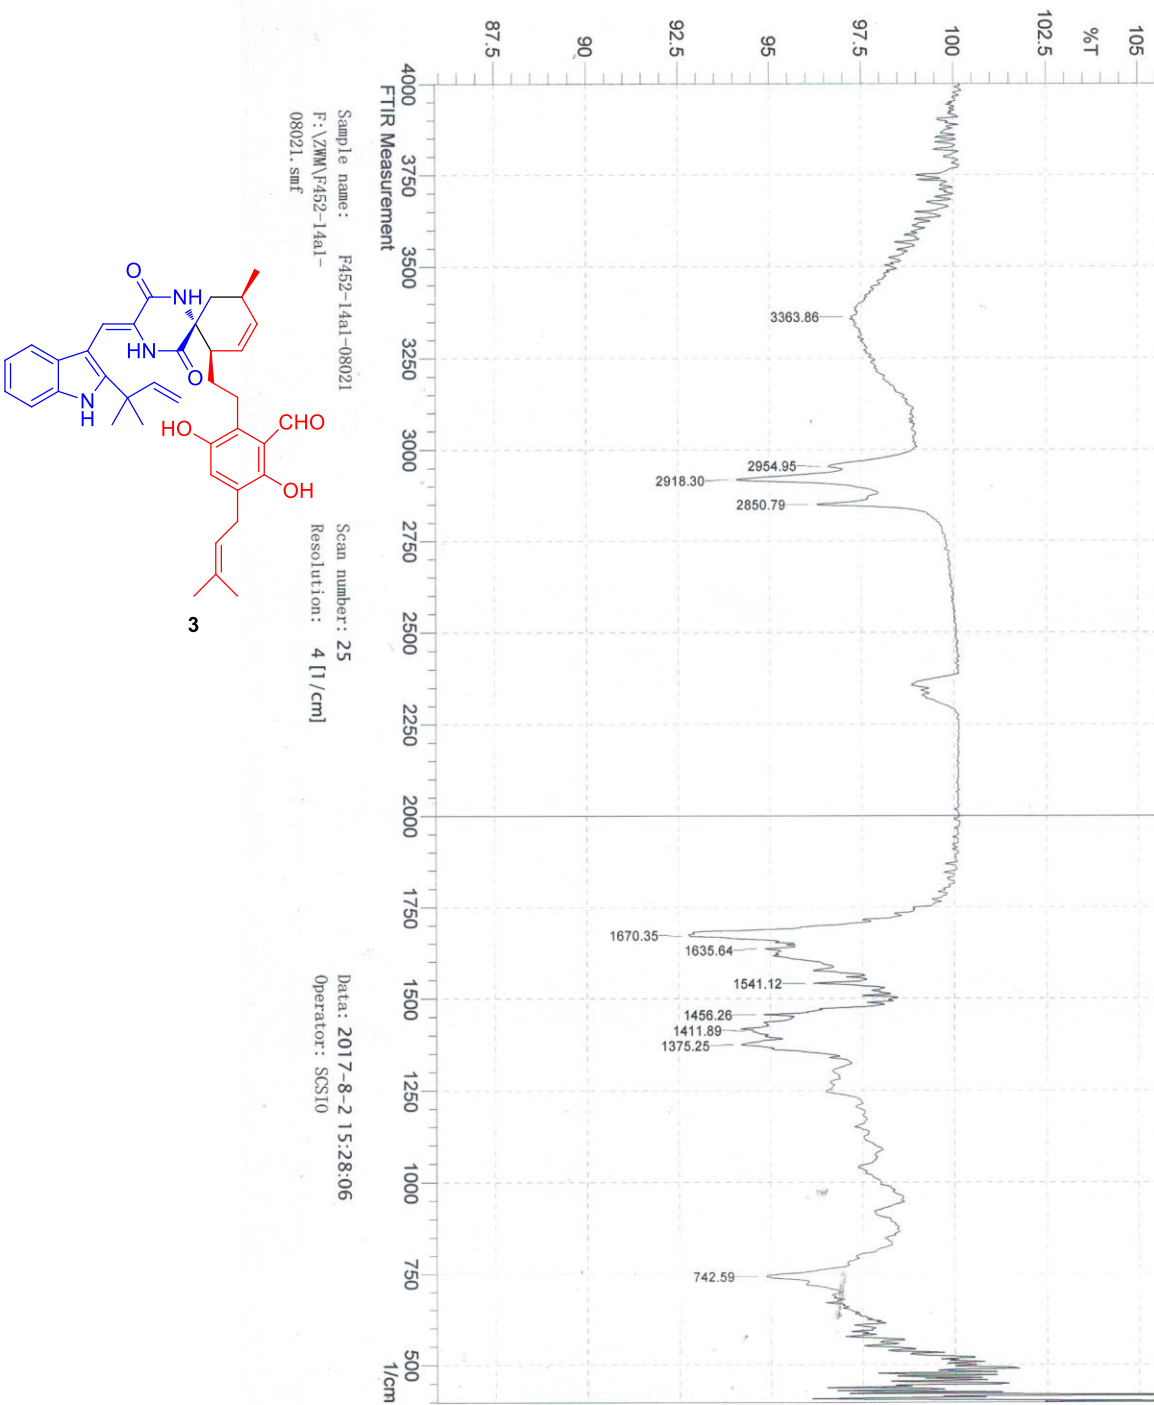 %T
105
102.5
100
97.5
95
92.5
90
87.5
3363.86
2954.95
2918.30
2850.79
1670.35
1635.64
1541.12
1456.26
1411.89
1375.25
742.59
4000
3750
3500
3250
3000
2750
2500
2250
2000
1750
1500
1250
1000
750
500
1/cm
FTIR Measurement
Sample name: F452-14a1-08021
F:\ZWM\F452-14a1-
08021.smf
Scan number: 25
Resolution: 4 [1/cm]
Data: 2017-8-2 15:28:06
Operator: SCSIO
O
NH
HN
O
N
H
HO
CHO
OH
3